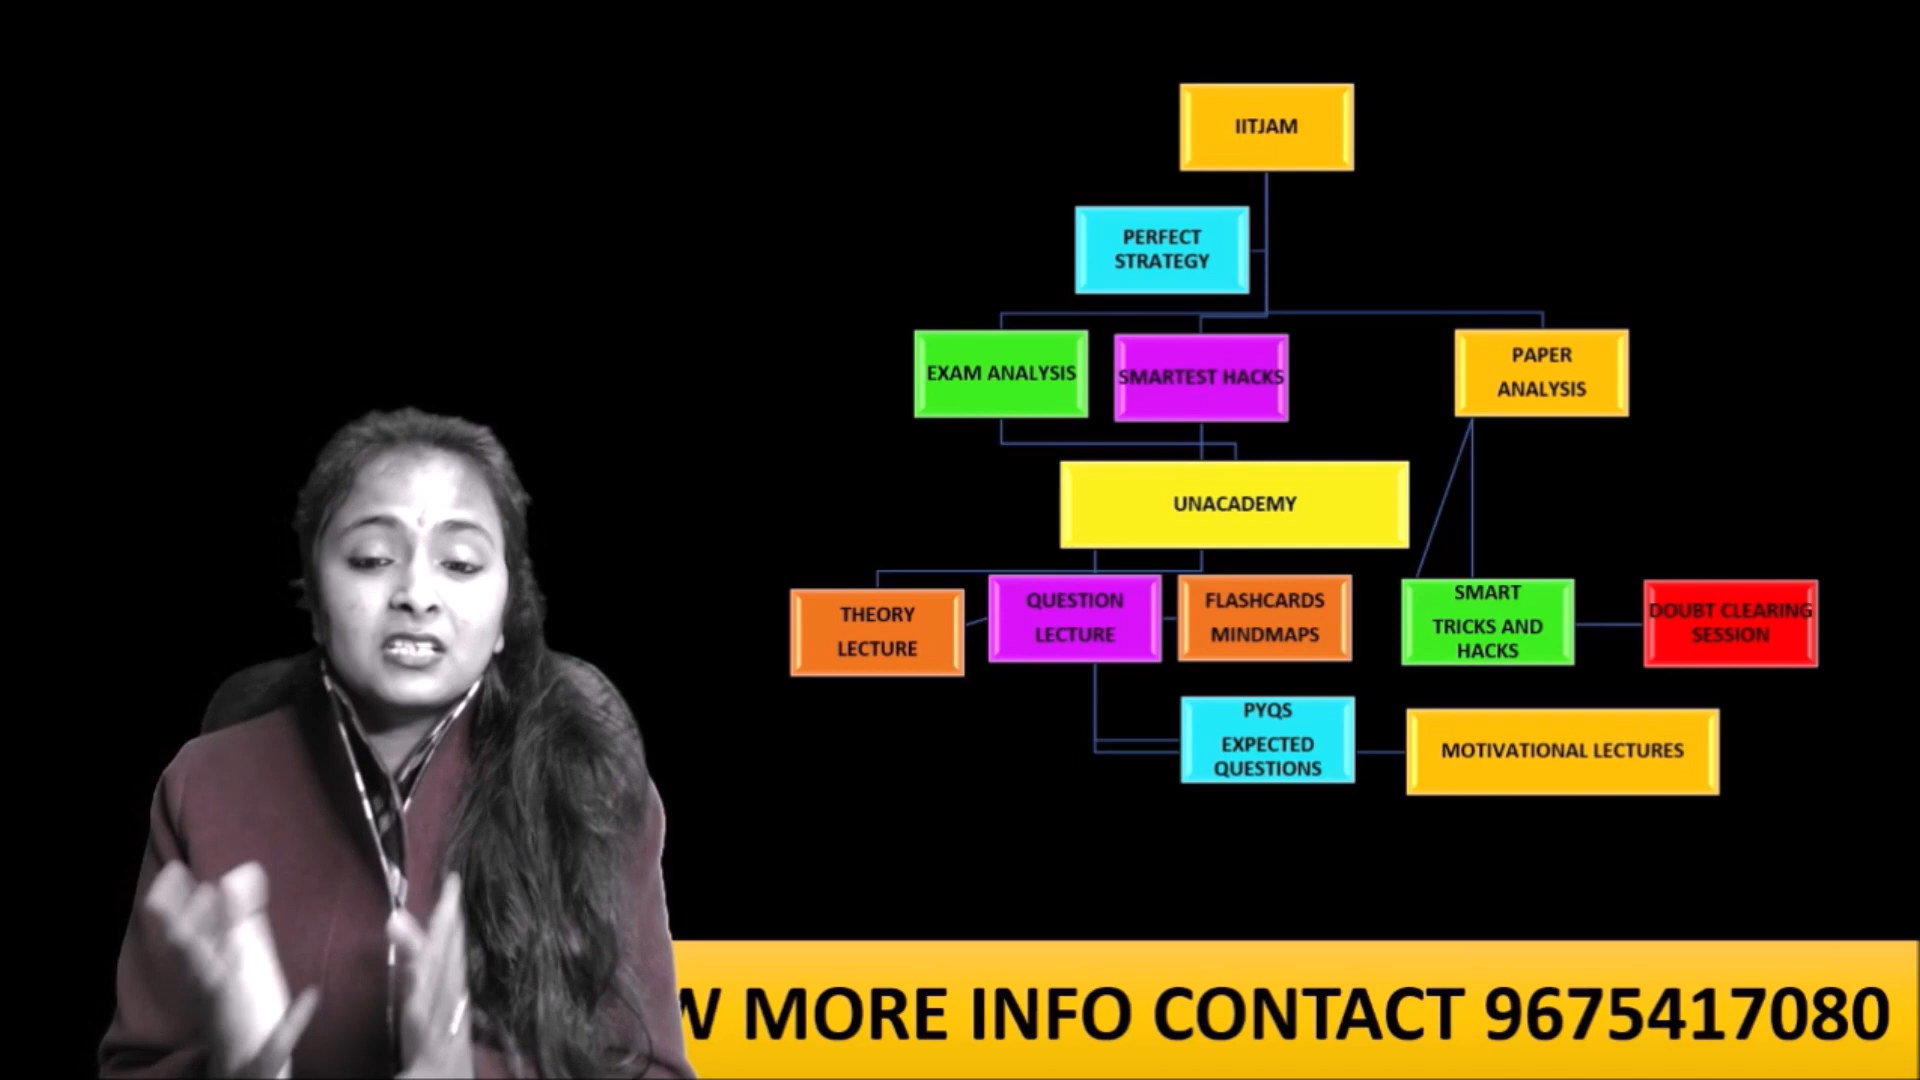 IITJAM
PERFECT
STRATEGY
EXAM ANALYSIS
SMARTEST HACKS
PAPER
ANALYSIS
UNACADEMY
THEORY
LECTURE
QUESTION
LECTURE
FLASHCARDS
MINDMAPS
SMART
TRICKS AND
HACKS
DOUBT CLEARING
SESSION
PYQS
EXPECTED
QUESTIONS
MOTIVATIONAL LECTURES
W MORE INFO CONTACT 9675417080